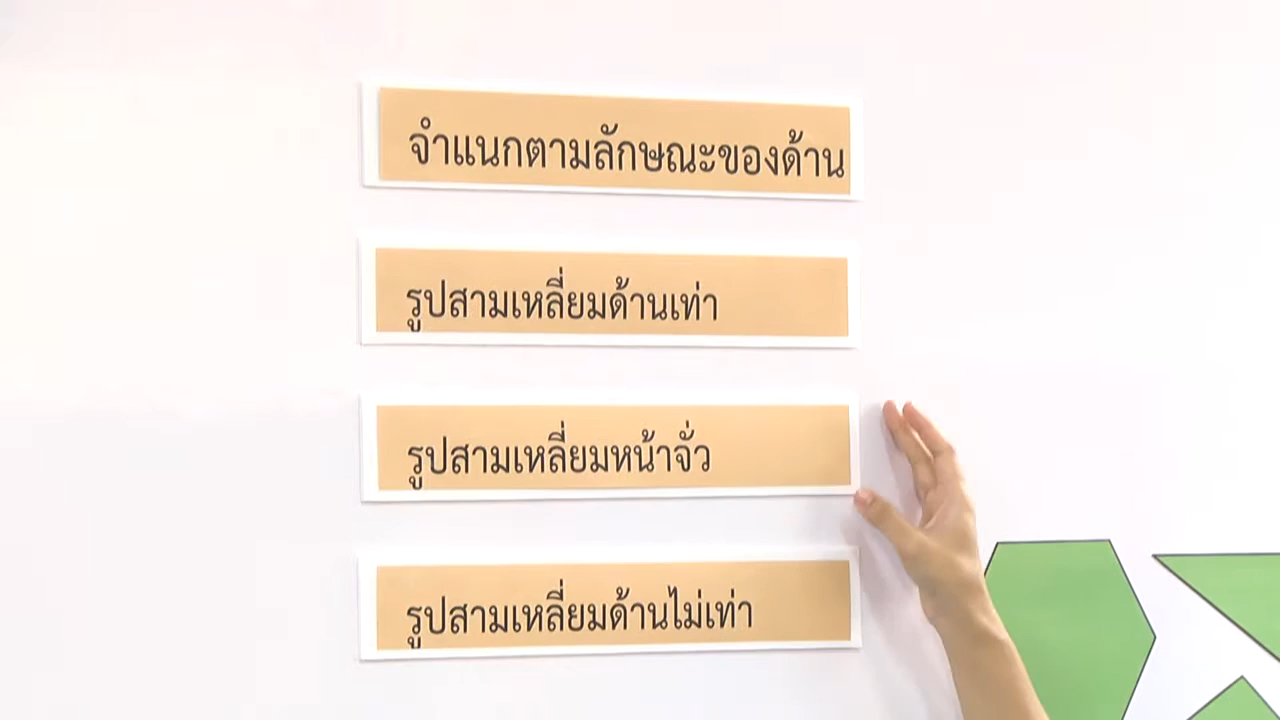 จำแนกตามลักษณะของด้าน
รูปสามเหลี่ยมด้านเท่า
รูปสามเหลี่ยมหน้าจั่ว
รูปสามเหลี่ยมด้านไม่เท่า